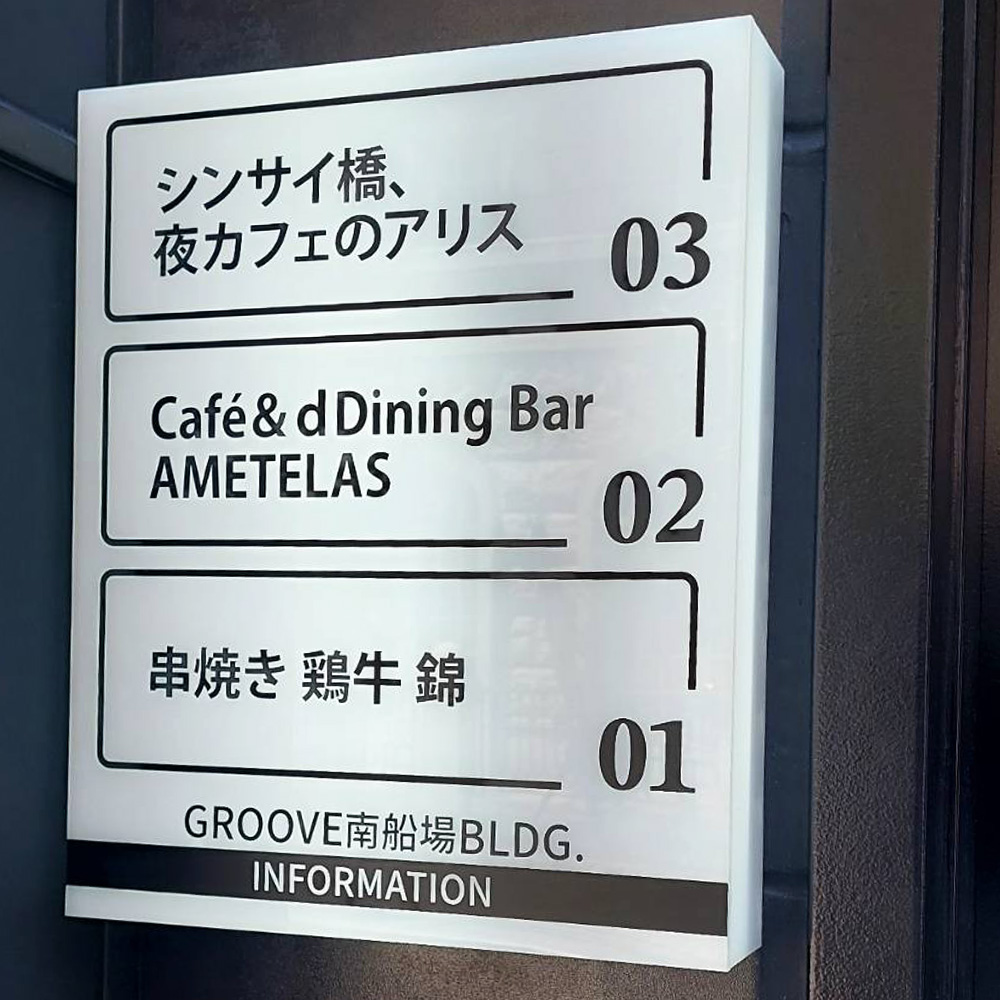 シンサイ橋、
夜カフェのアリス
03
Café & d Dining Bar
AMETELAS
02
串焼き 鶏牛 錦
01
GROOVE南船場BLDG.
INFORMATION